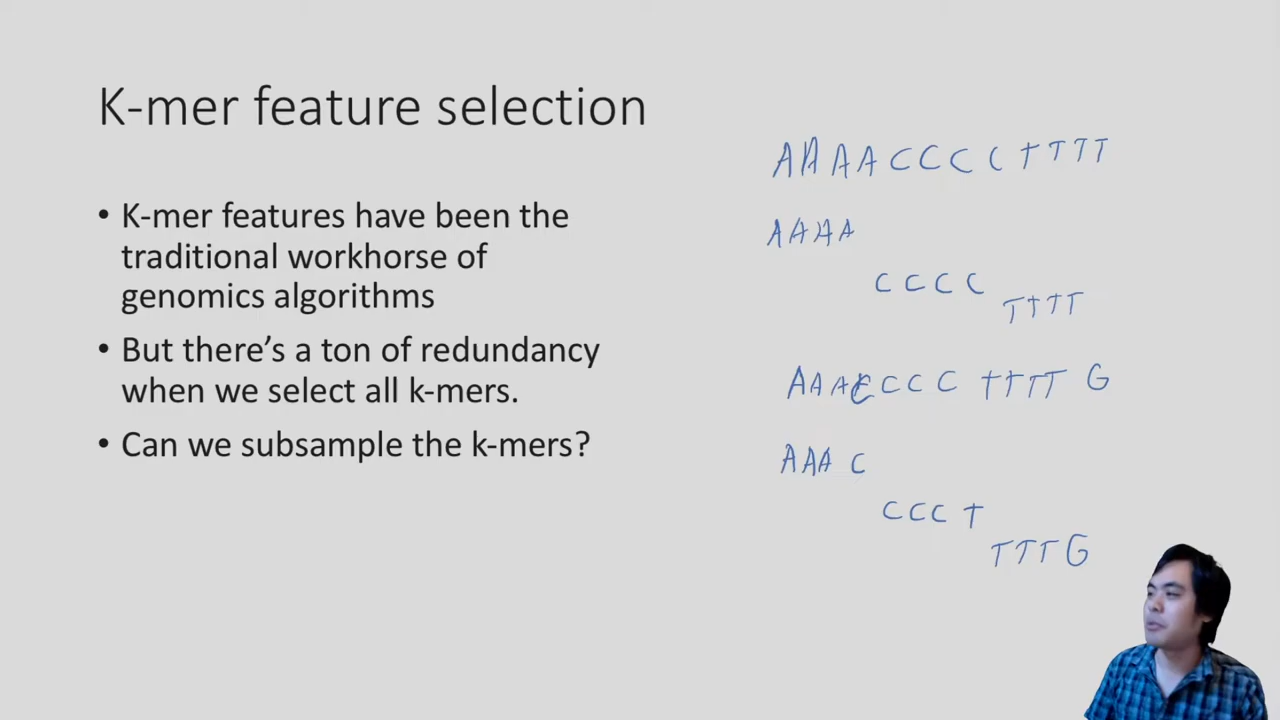 K-mer feature selection
• K-mer features have been the
traditional workhorse of
genomics algorithms
• But there's a ton of redundancy
when we select all k-mers.
• Can we subsample the k-mers?
AAAACCCCTTTT
AAAA
CCCC
TTTT
AAACCCCTTTTG
AAAC
CCCT
TTTG